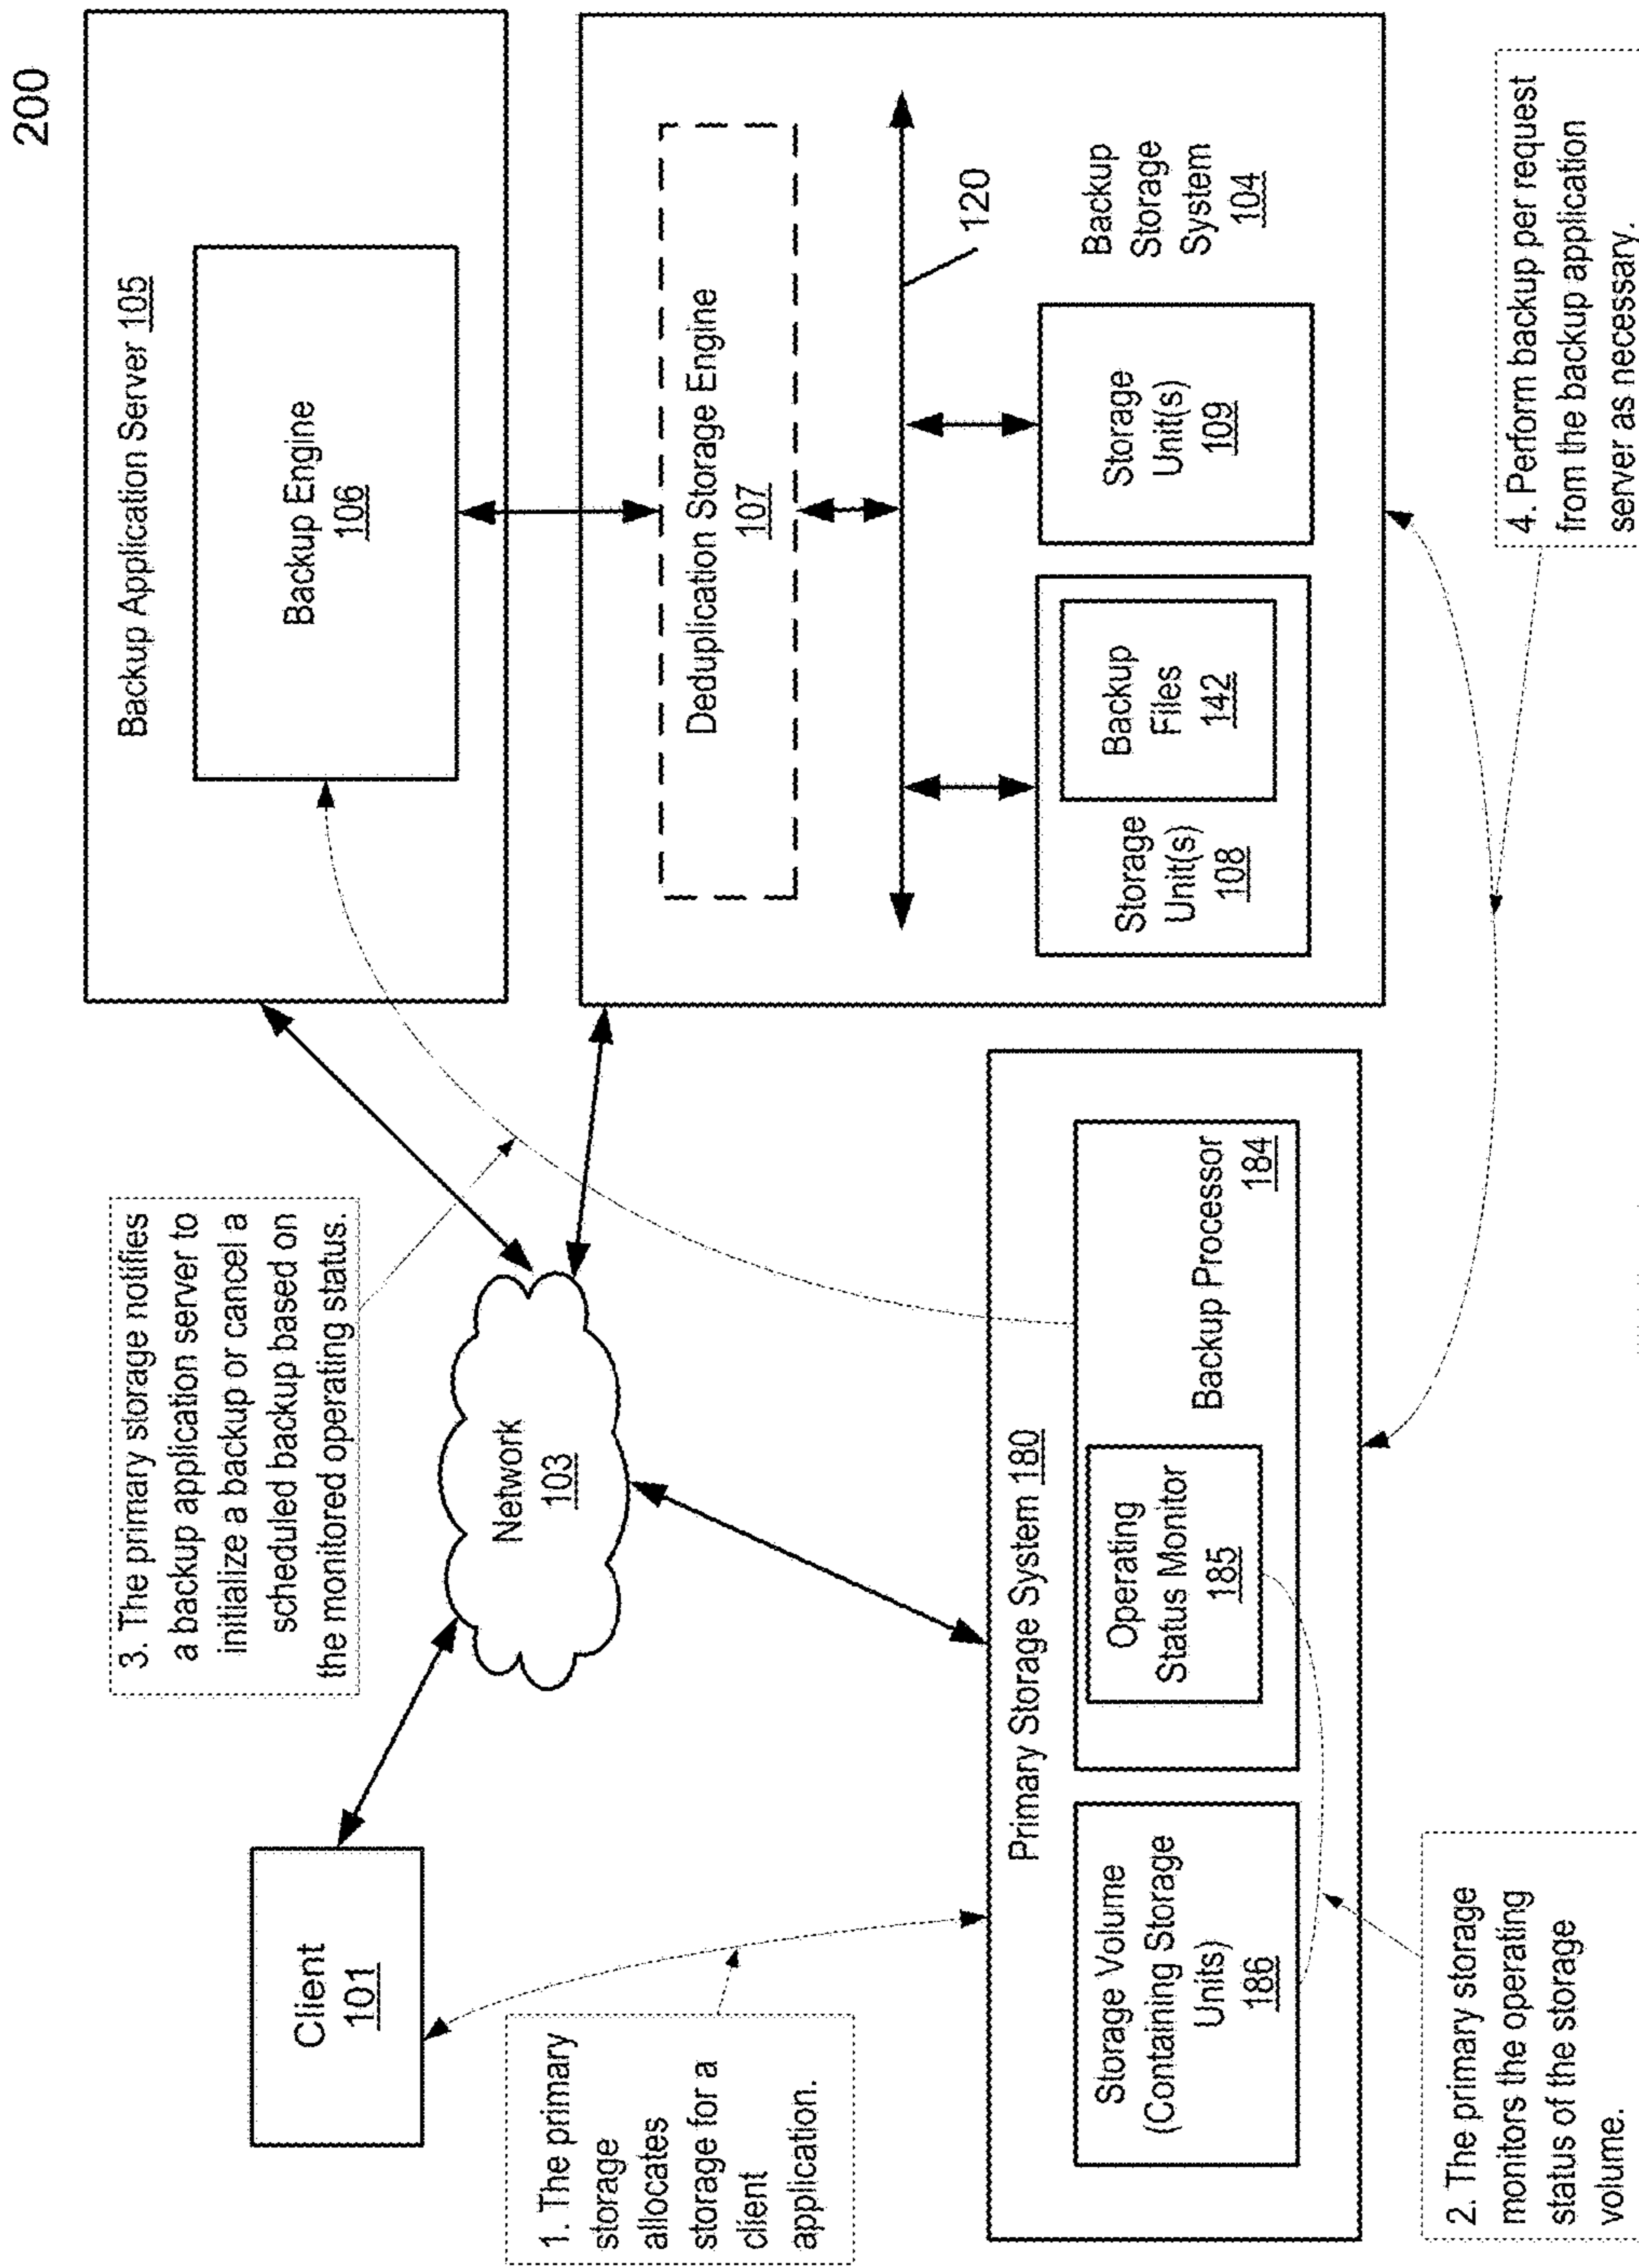 200
Client
101
1. The primary
storage
allocates
storage for a
client
application.
3. The primary storage notifies
a backup application server to
initialize a backup or cancel a
scheduled backup based on
the monitored operating status.
Network
103
Backup Application Server 105
Backup Engine
106
Deduplication Storage Engine
107
120
Storage
Unit(s)
108
Backup
Files
142
Storage
Unit(s)
109
Backup
Storage
System
104
Primary Storage System 180
Storage Volume
(Containing Storage
Units)
186
Operating
Status Monitor
185
Backup Processor
184
2. The primary storage
monitors the operating
status of the storage
volume.
4. Perform backup per request
from the backup application
server as necessary.